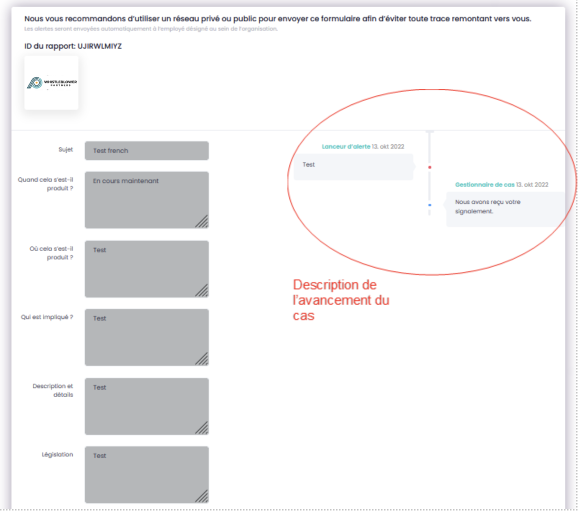 Nous vous recommandons d'utiliser un réseau privé ou public pour envoyer ce formulaire afin d'éviter toute trace remontant vers vous.
Les alertes seront envoyées automatiquement à l'employé désigné au sein de l'organisation.
ID du rapport: UJIRWLMIYZ
WHISTLEBLOWER
PARTNERS
Sujet
Test french
Quand cela s'est-il
produit ?
En cours maintenant
Où cela s'est-il
produit ?
Test
Qui est impliqué ?
Test
Description et
détails
Test
Législation
Test
Lanceur d'alerte 13. okt 2022
Test
Gestionnaire de cas 13. okt 2022
Nous avons reçu votre
signalement.
Description de
l'avancement du
cas